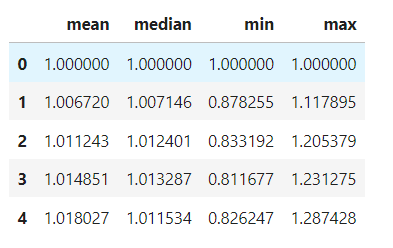 mean median min max
0 1.000000 1.000000 1.000000 1.000000
1 1.006720 1.007146 0.878255 1.117895
2 1.011243 1.012401 0.833192 1.205379
3 1.014851 1.013287 0.811677 1.231275
4 1.018027 1.011534 0.826247 1.287428